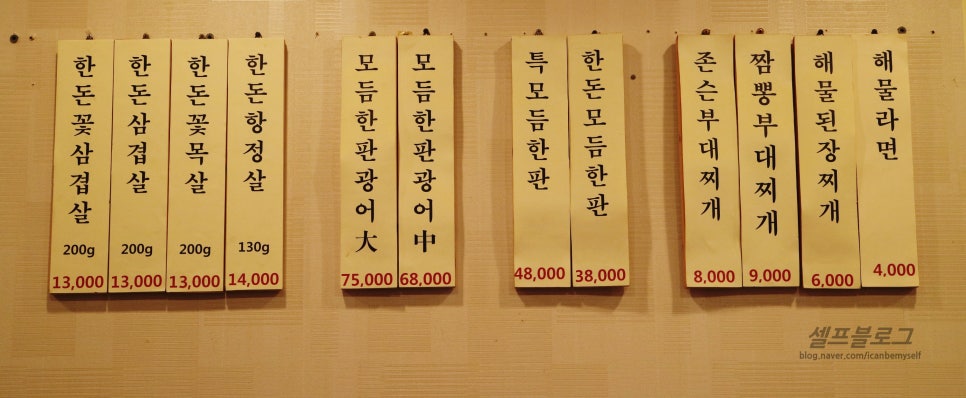 한돈꽃삼겹살
200g
13,000
한돈삼겹살
200g
13,000
한돈꽃목살
200g
13,000
한돈항정살
130g
14,000
모듬한판광어大
75,000
모듬한판광어中
68,000
특모듬한판
48,000
한돈모듬한판
38,000
존슨부대찌개
8,000
짬뽕부대찌개
9,000
해물된장찌개
6,000
해물라면
4,000
셀프블로그
blog.naver.com/icanbemyself